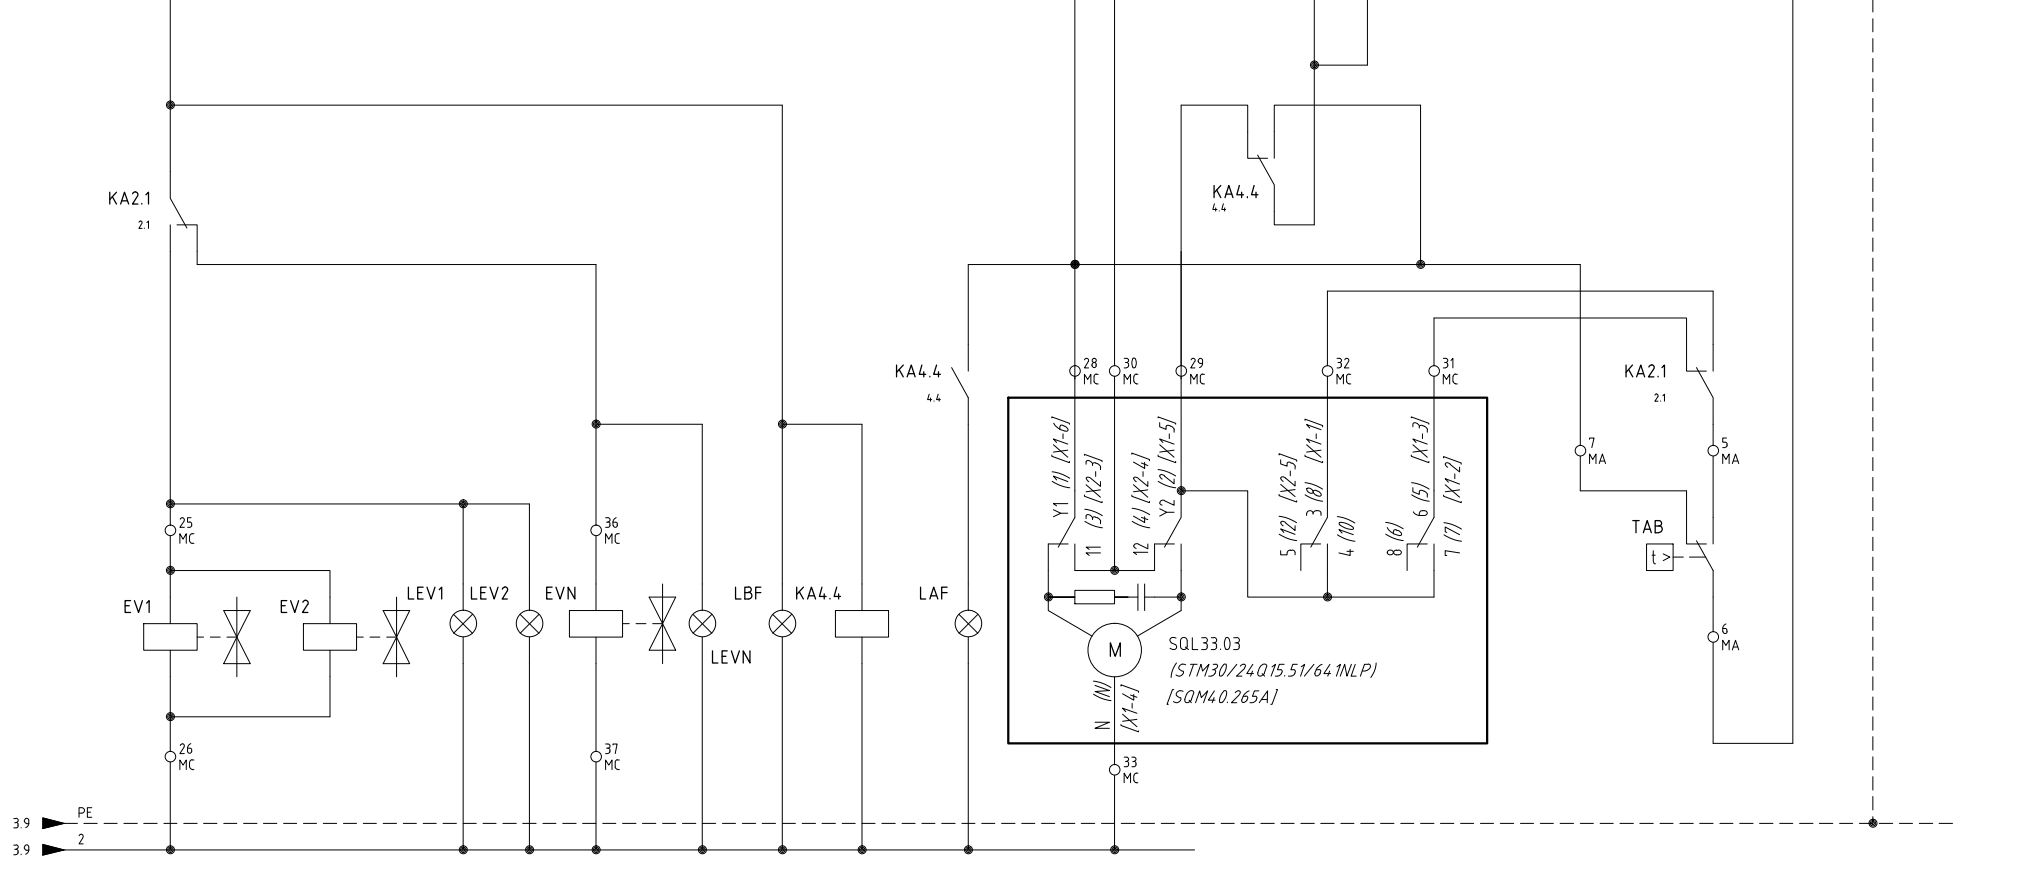 KA4.4
4.4
KA2.1
2.1
KA4.4
4.4
28
MC
30
MC
29
MC
32
MC
31
MC
KA2.1
2.1
7
MA
5
MA
Y1 (1) [X1-6]
11 (3) [X2-3]
12 (4) [X2-4]
Y2 (2) [X1-5]
5 (12) [X2-5]
3 (8) [X1-1]
4 (10)
8 (6)
6 (5) [X1-3]
7 (7) [X1-2]
25
MC
36
MC
TAB
t >
EV1
EV2
LEV1
LEV2
EVN
LBF
KA4.4
LAF
LEVN
M
SQL33.03
(STM30/24Q15.51/641NLP)
[SQM40.265A]
N (N)
[X1-4]
6
MA
26
MC
37
MC
33
MC
3.9
PE
3.9
2